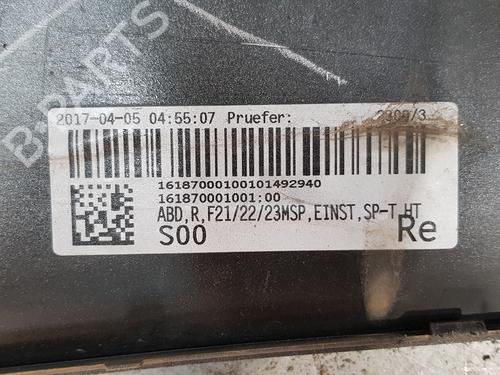 B-PARTS
2017-04-05 04:55:07 Pruefer:
16187000100101492940
161870001001:00
ABD,R,F21/22/23MSP,EINST,SP-T,HT
S00 Re